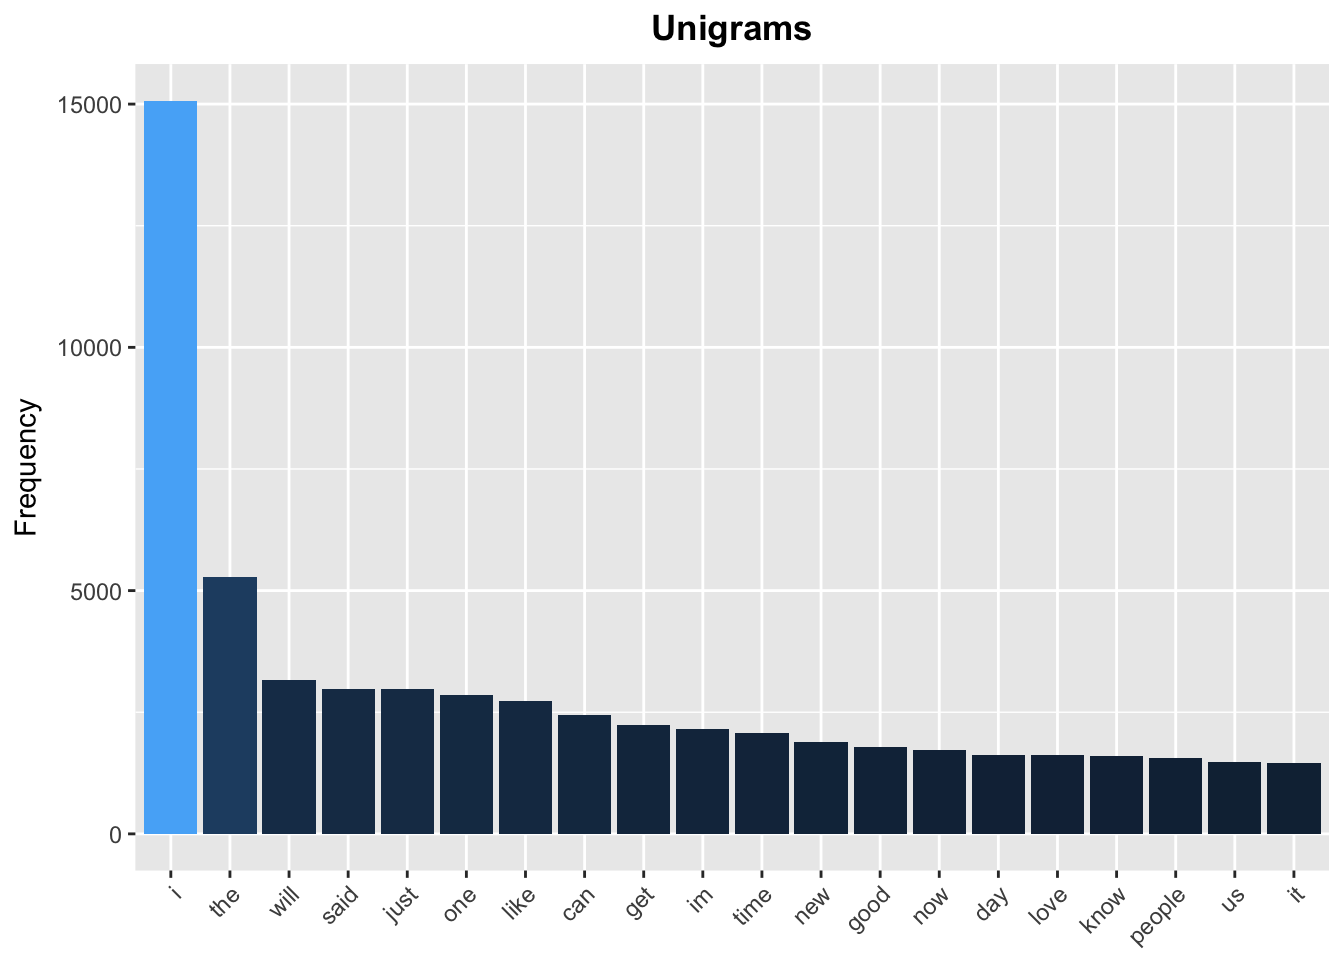 Unigrams
Frequency
15000
10000
5000
0
i the will said just one like can get im time new good now day love know people us it